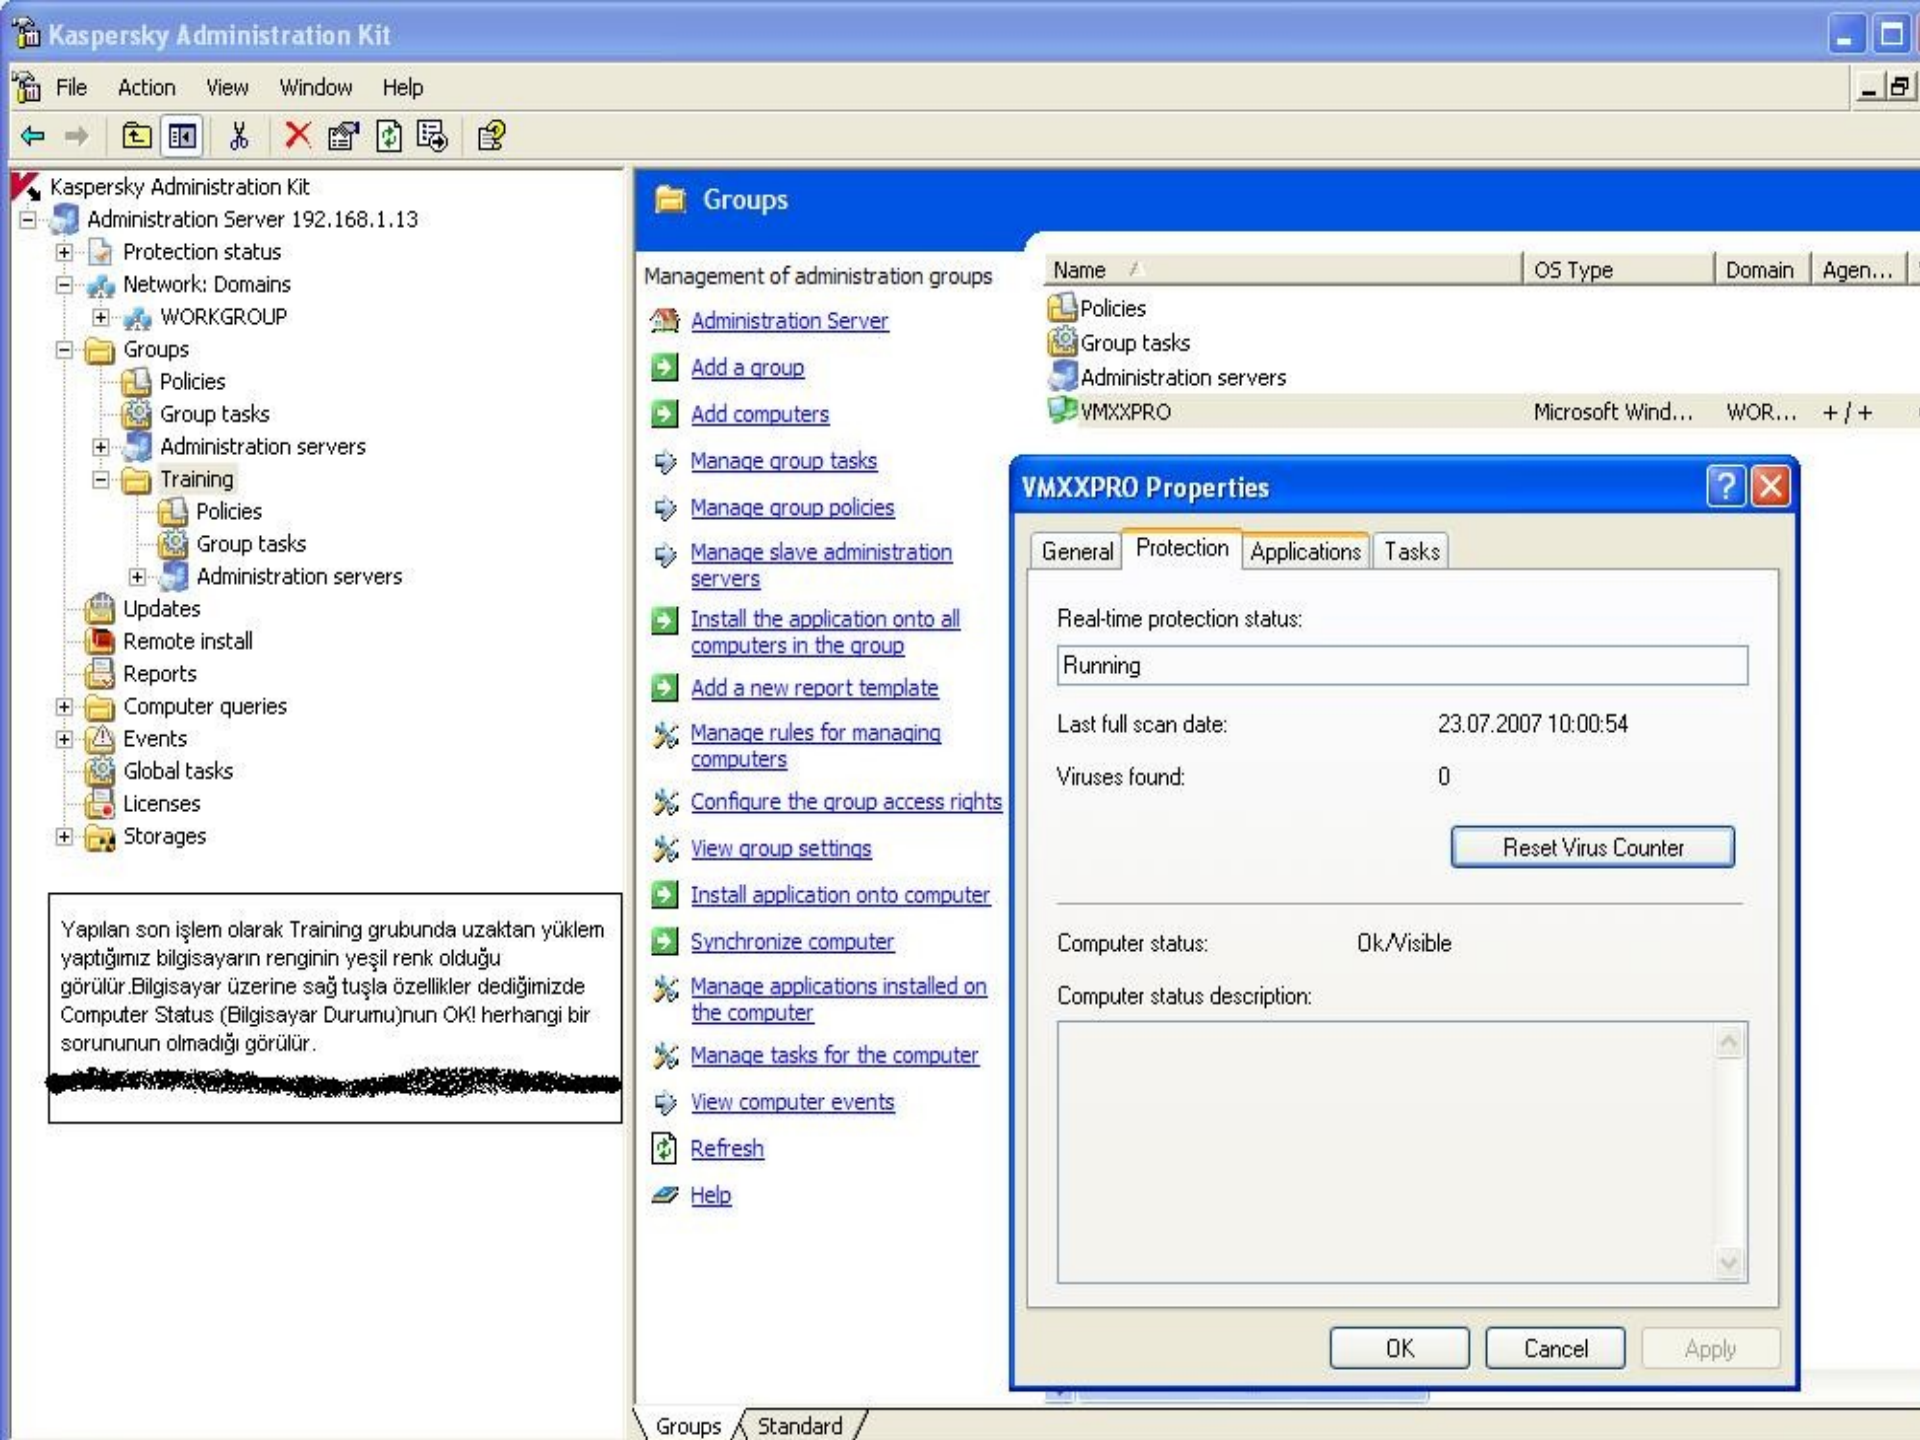 Kaspersky Administration Kit
File Action View Window Help
Kaspersky Administration Kit
Administration Server 192.168.1.13
Protection status
Network: Domains
WORKGROUP
Groups
Policies
Group tasks
Administration servers
Training
Policies
Group tasks
Administration servers
Updates
Remote install
Reports
Computer queries
Events
Global tasks
Licenses
Storages
Yapılan son işlem olarak Training grubunda uzaktan yüklem
yaptığımız bilgisayarın renginin yeşil renk olduğu
görülür.Bilgisayar üzerine sağ tuşla özellikler dediğimizde
Computer Status (Bilgisayar Durumu)nun OK! herhangi bir
sorununun olmadığı görülür.
Groups
Management of administration groups
Administration Server
Add a group
Add computers
Manage group tasks
Manage group policies
Manage slave administration
servers
Install the application onto all
computers in the group
Add a new report template
Manage rules for managing
computers
Configure the group access rights
View group settings
Install application onto computer
Synchronize computer
Manage applications installed on
the computer
Manage tasks for the computer
View computer events
Refresh
Help
Name OS Type Domain Agen...
Policies
Group tasks
Administration servers
VMXXPRO Microsoft Wind... WOR... + / +
VMXXPRO Properties
General Protection Applications Tasks
Real-time protection status:
Running
Last full scan date: 23.07.2007 10:00:54
Viruses found: 0
Reset Virus Counter
Computer status: Ok/Visible
Computer status description:
OK Cancel Apply
Groups Standard